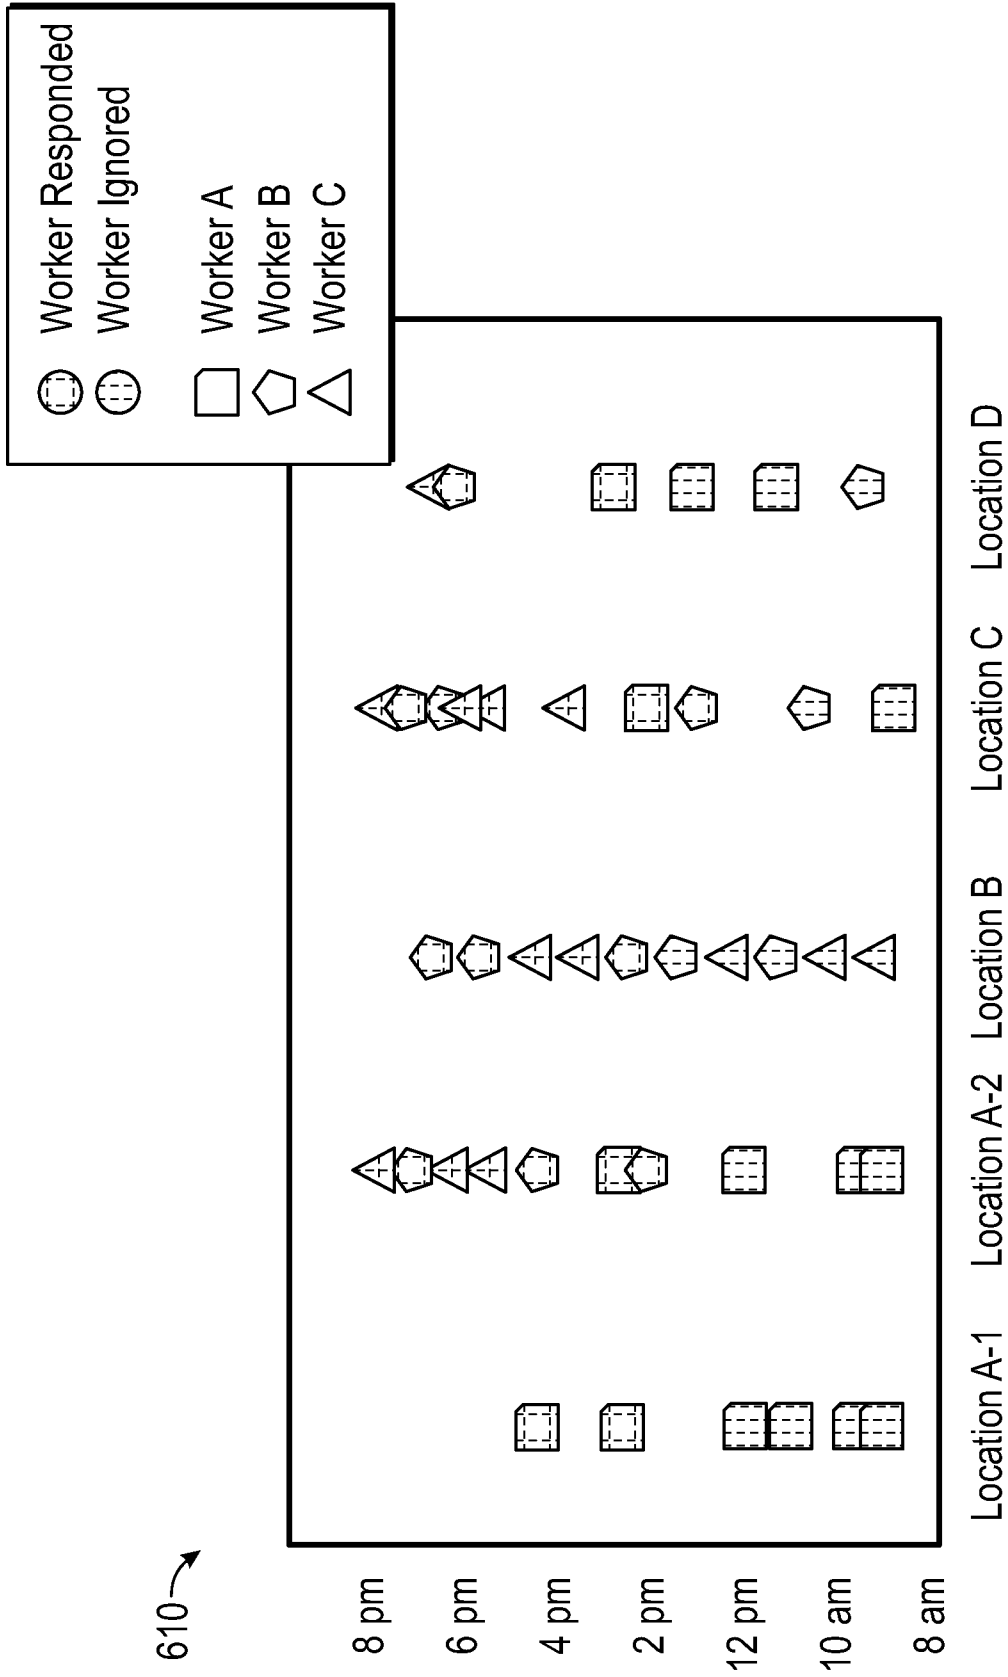 610
Worker Responded
Worker Ignored
Worker A
Worker B
Worker C
8 pm
6 pm
4 pm
2 pm
12 pm
10 am
8 am
Location A-1
Location A-2
Location B
Location C
Location D